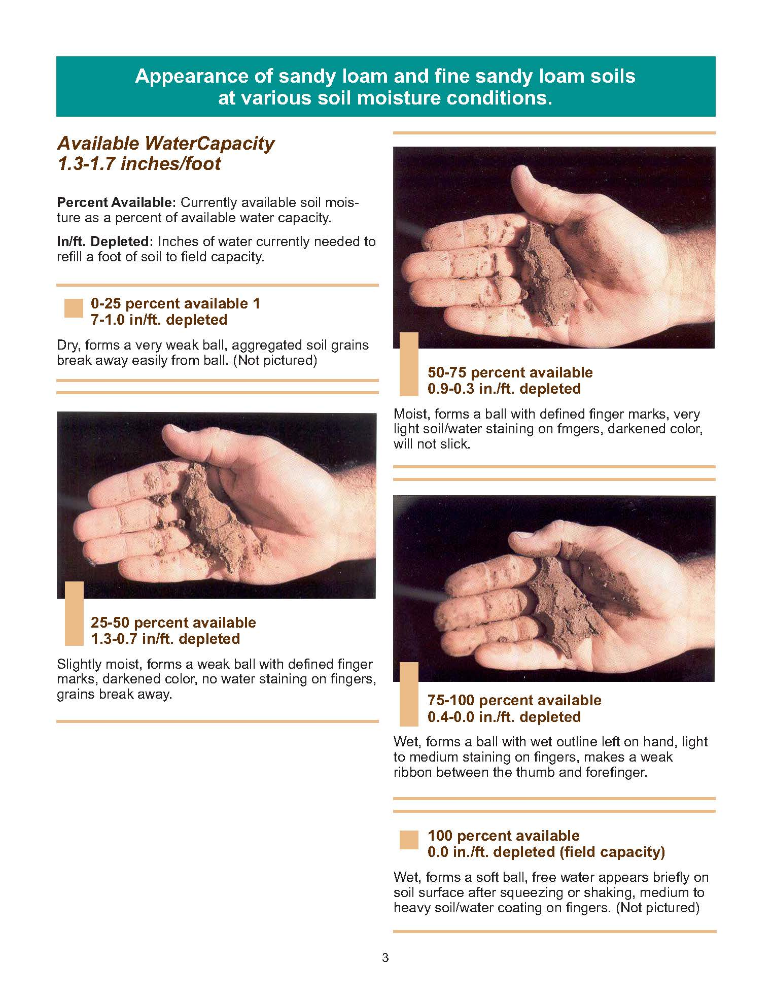 Appearance of sandy loam and fine sandy loam soils
at various soil moisture conditions.
Available WaterCapacity
1.3-1.7 inches/foot
Percent Available: Currently available soil mois-
ture as a percent of available water capacity.
In/ft. Depleted: Inches of water currently needed to
refill a foot of soil to field capacity.
0-25 percent available 1
7-1.0 in/ft. depleted
Dry, forms a very weak ball, aggregated soil grains
break away easily from ball. (Not pictured)
25-50 percent available
1.3-0.7 in/ft. depleted
Slightly moist, forms a weak ball with defined finger
marks, darkened color, no water staining on fingers,
grains break away.
50-75 percent available
0.9-0.3 in./ft. depleted
Moist, forms a ball with defined finger marks, very
light soil/water staining on fmgers, darkened color,
will not slick.
75-100 percent available
0.4-0.0 in./ft. depleted
Wet, forms a ball with wet outline left on hand, light
to medium staining on fingers, makes a weak
ribbon between the thumb and forefinger.
100 percent available
0.0 in./ft. depleted (field capacity)
Wet, forms a soft ball, free water appears briefly on
soil surface after squeezing or shaking, medium to
heavy soil/water coating on fingers. (Not pictured)
3